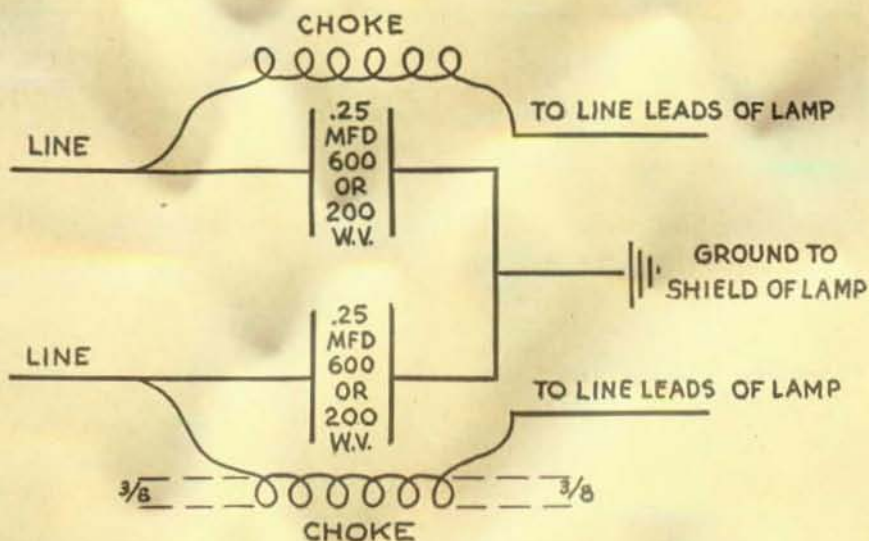 CHOKE
TO LINE LEADS OF LAMP
LINE
.25
MFD
600
OR
200
W.V.
GROUND TO
SHIELD OF LAMP
.25
MFD
600
OR
200
W.V.
LINE
TO LINE LEADS OF LAMP
3/8 3/8
CHOKE